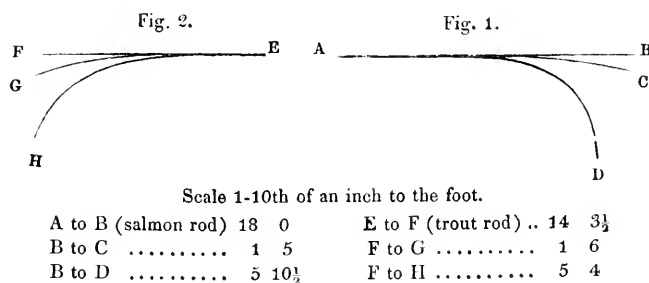 Fig. 2.
Fig. 1.
F
E
A
B
G
C
H
D
Scale 1-10th of an inch to the foot.
A to B (salmon rod) 18 0
E to F (trout rod) .. 14 3½
B to C .......... 1 5
F to G .......... 1 6
B to D .......... 5 10½
F to H .......... 5 4